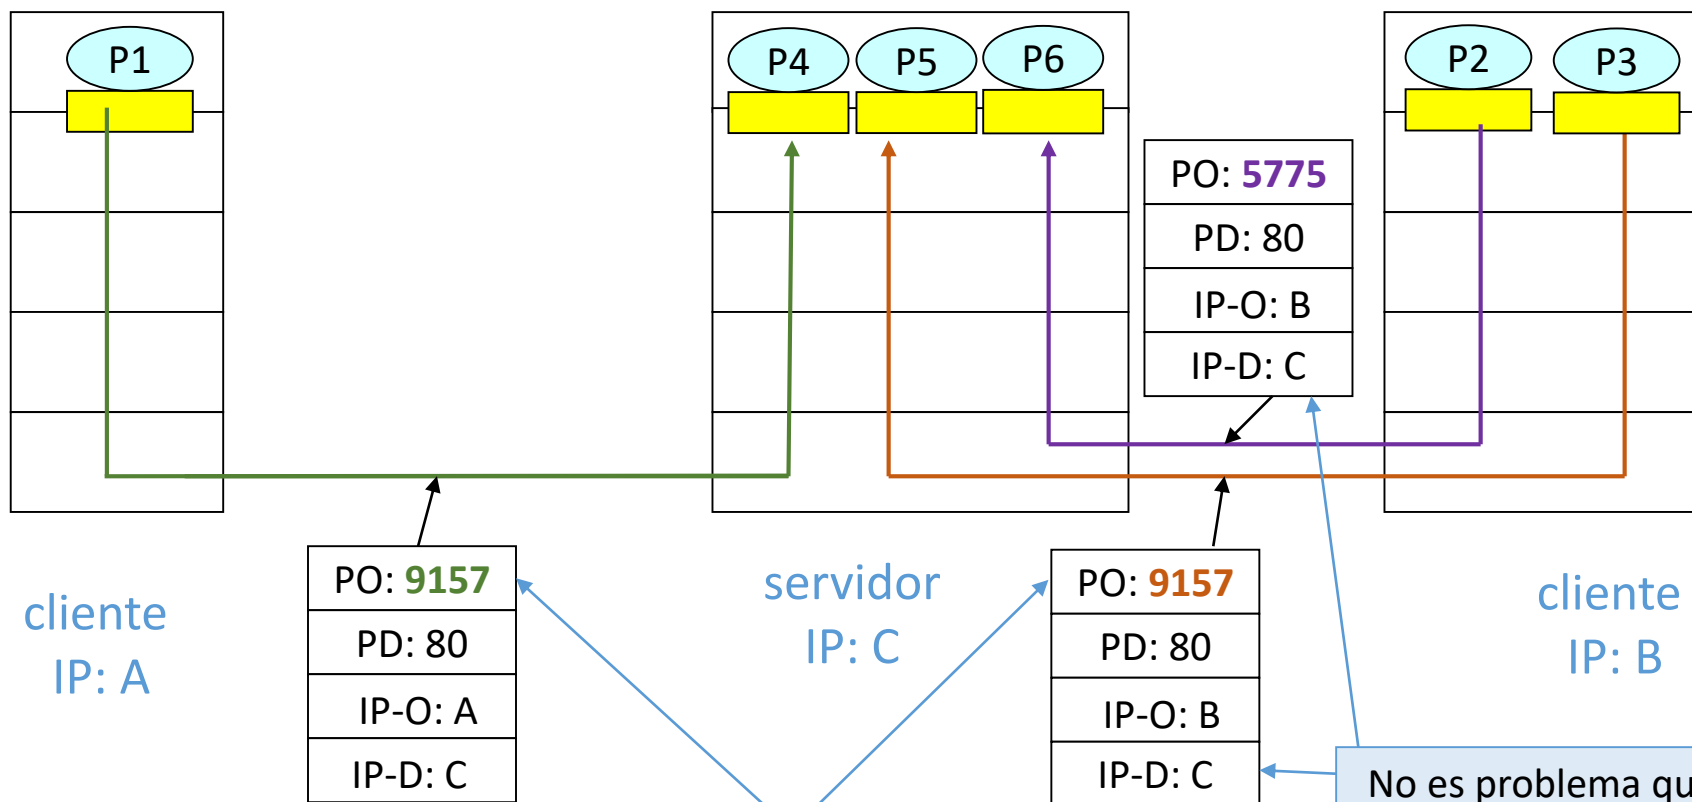 P1
P4
P5
P6
P2
P3
PO: 5775
PD: 80
IP-O: B
IP-D: C
cliente
IP: A
PO: 9157
PD: 80
IP-O: A
IP-D: C
servidor
IP: C
PO: 9157
PD: 80
IP-O: B
IP-D: C
cliente
IP: B
No es problema